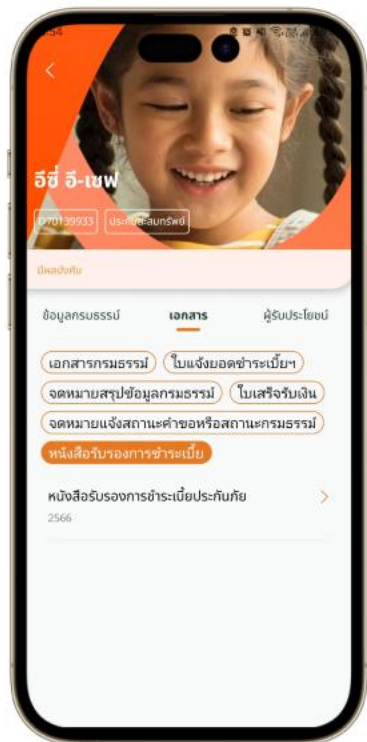 อีซี่ อี-เซฟ
D70139933 ประกันสะสมทรัพย์
มีผลบังคับ
ข้อมูลกรมธรรม์ เอกสาร ผู้รับประโยชน์
เอกสารกรมธรรม์ ใบแจ้งยอดชำระเบี้ยฯ
จดหมายสรุปข้อมูลกรมธรรม์ ใบเสร็จรับเงิน
จดหมายแจ้งสถานะคำขอหรือสถานะกรมธรรม์
หนังสือรับรองการชำระเบี้ย
หนังสือรับรองการชำระเบี้ยประกันภัย
2566